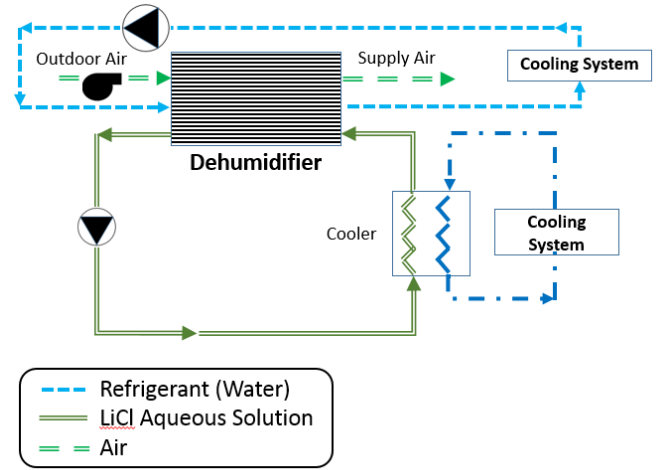 Outdoor Air
Supply Air
Cooling System
Dehumidifier
Cooler
Cooling
System
Refrigerant (Water)
LiCl Aqueous Solution
Air